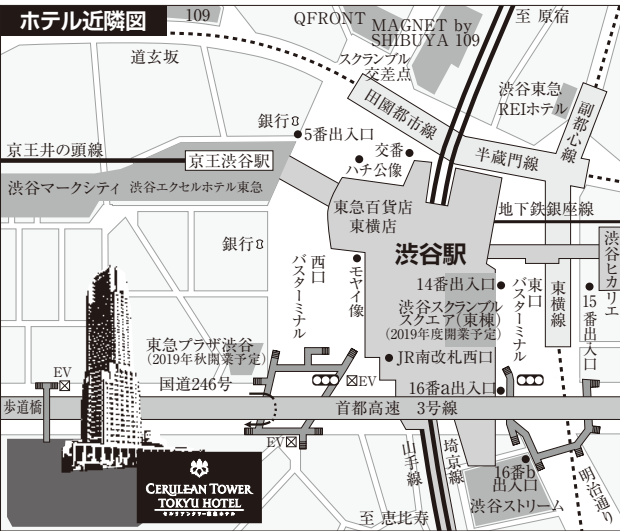 ホテル近隣図
109
QFRONT
MAGNET by
SHIBUYA 109
至 原宿
道玄坂
スクランブル
交差点
田園都市線
渋谷東急
REIホテル
副都心線
銀行
5番出入口
京王井の頭線
京王渋谷駅
交番
ハチ公像
半蔵門線
渋谷マークシティ
渋谷エクセルホテル東急
東急百貨店
東横店
地下鉄銀座線
渋谷駅
渋谷ヒカリエ
銀行
西口
バスターミナル
モヤイ像
14番出入口
東口
バスターミナル
東横線
15番出入口
渋谷スクランブル
スクエア(東棟)
(2019年度開業予定)
東急プラザ渋谷
(2019年秋開業予定)
JR南改札西口
EV
国道246号
EV
16番a出入口
歩道橋
首都高速 3号線
EV
山手線
埼京線
16番b
出入口
渋谷ストリーム
明治通り
CERULEAN TOWER
TOKYU HOTEL
セルリアンタワー東急ホテル
至 恵比寿